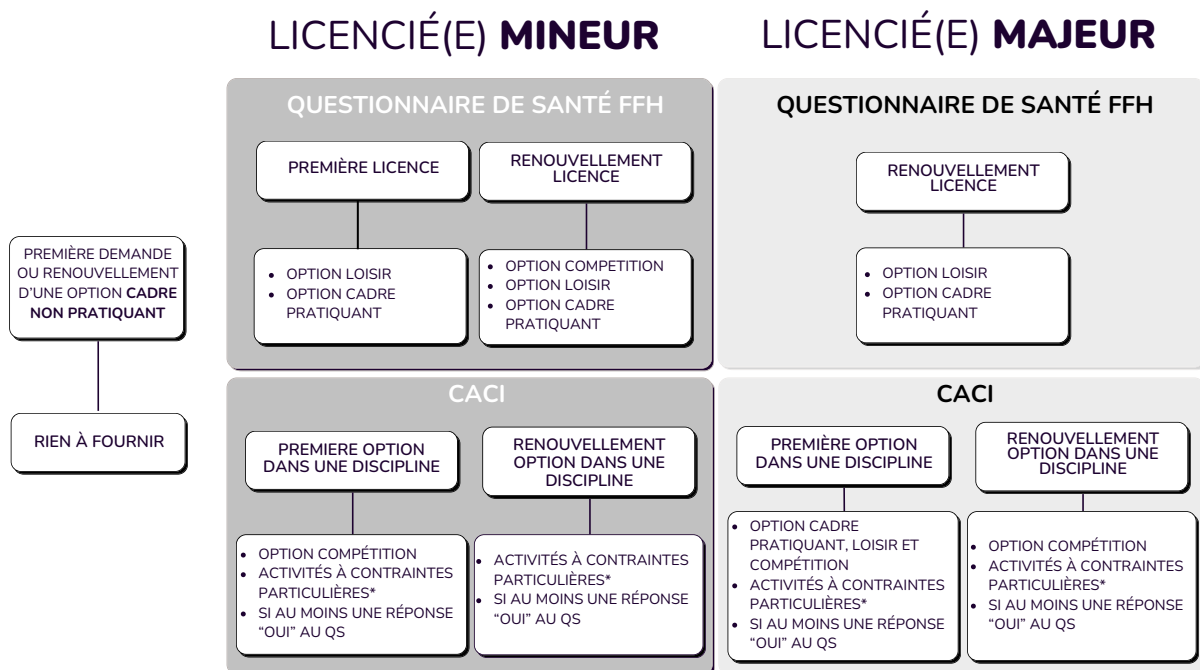 LICENCIÉ(E) MINEUR
LICENCIÉ(E) MAJEUR
PREMIÈRE DEMANDE
OU RENOUVELLEMENT
D'UNE OPTION CADRE
NON PRATIQUANT
RIEN À FOURNIR
QUESTIONNAIRE DE SANTÉ FFH
PREMIÈRE LICENCE
• OPTION LOISIR
• OPTION CADRE
PRATIQUANT
RENOUVELLEMENT
LICENCE
• OPTION COMPETITION
• OPTION LOISIR
• OPTION CADRE
PRATIQUANT
QUESTIONNAIRE DE SANTÉ FFH
RENOUVELLEMENT
LICENCE
• OPTION LOISIR
• OPTION CADRE
PRATIQUANT
CACI
PREMIERE OPTION
DANS UNE DISCIPLINE
• OPTION COMPÉTITION
• ACTIVITÉS À CONTRAINTES
PARTICULIÈRES*
• SI AU MOINS UNE RÉPONSE
“OUI” AU QS
RENOUVELLEMENT
OPTION DANS UNE
DISCIPLINE
• ACTIVITÉS À CONTRAINTES
PARTICULIÈRES*
• SI AU MOINS UNE RÉPONSE
“OUI” AU QS
CACI
PREMIÈRE OPTION
DANS UNE DISCIPLINE
• OPTION CADRE
PRATIQUANT, LOISIR ET
COMPÉTITION
• ACTIVITÉS À CONTRAINTES
PARTICULIÈRES*
• SI AU MOINS UNE RÉPONSE
“OUI” AU QS
RENOUVELLEMENT
OPTION DANS UNE
DISCIPLINE
• OPTION COMPÉTITION
• ACTIVITÉS À CONTRAINTES
PARTICULIÈRES*
• SI AU MOINS UNE RÉPONSE
“OUI” AU QS